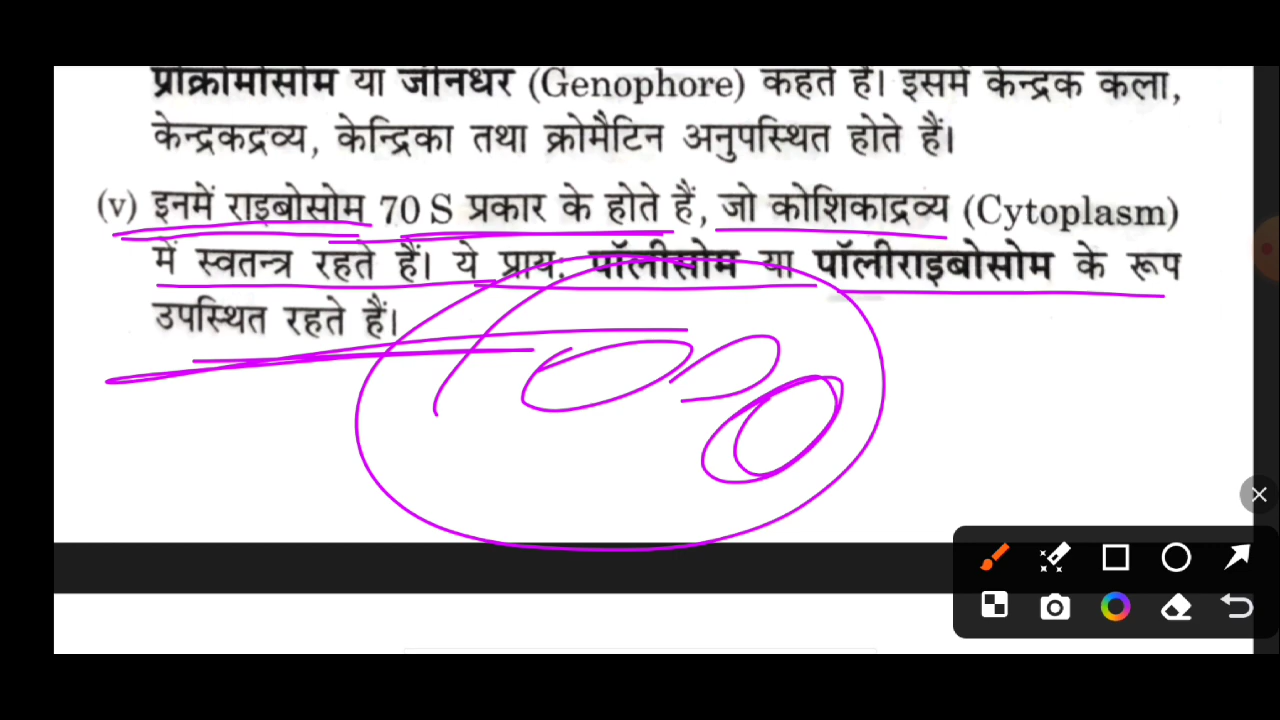 प्रोक्रोमोसोम या जीनधर (Genophore) कहते हैं। इसमें केन्द्रक कला,
केन्द्रकद्रव्य, केन्द्रिका तथा क्रोमैटिन अनुपस्थित होते हैं।
(v) इनमें राइबोसोम 70 S प्रकार के होते हैं, जो कोशिकाद्रव्य (Cytoplasm)
में स्वतन्त्र रहते हैं। ये प्रायः पॉलीसोम या पॉलीराइबोसोम के रूप
उपस्थित रहते हैं।